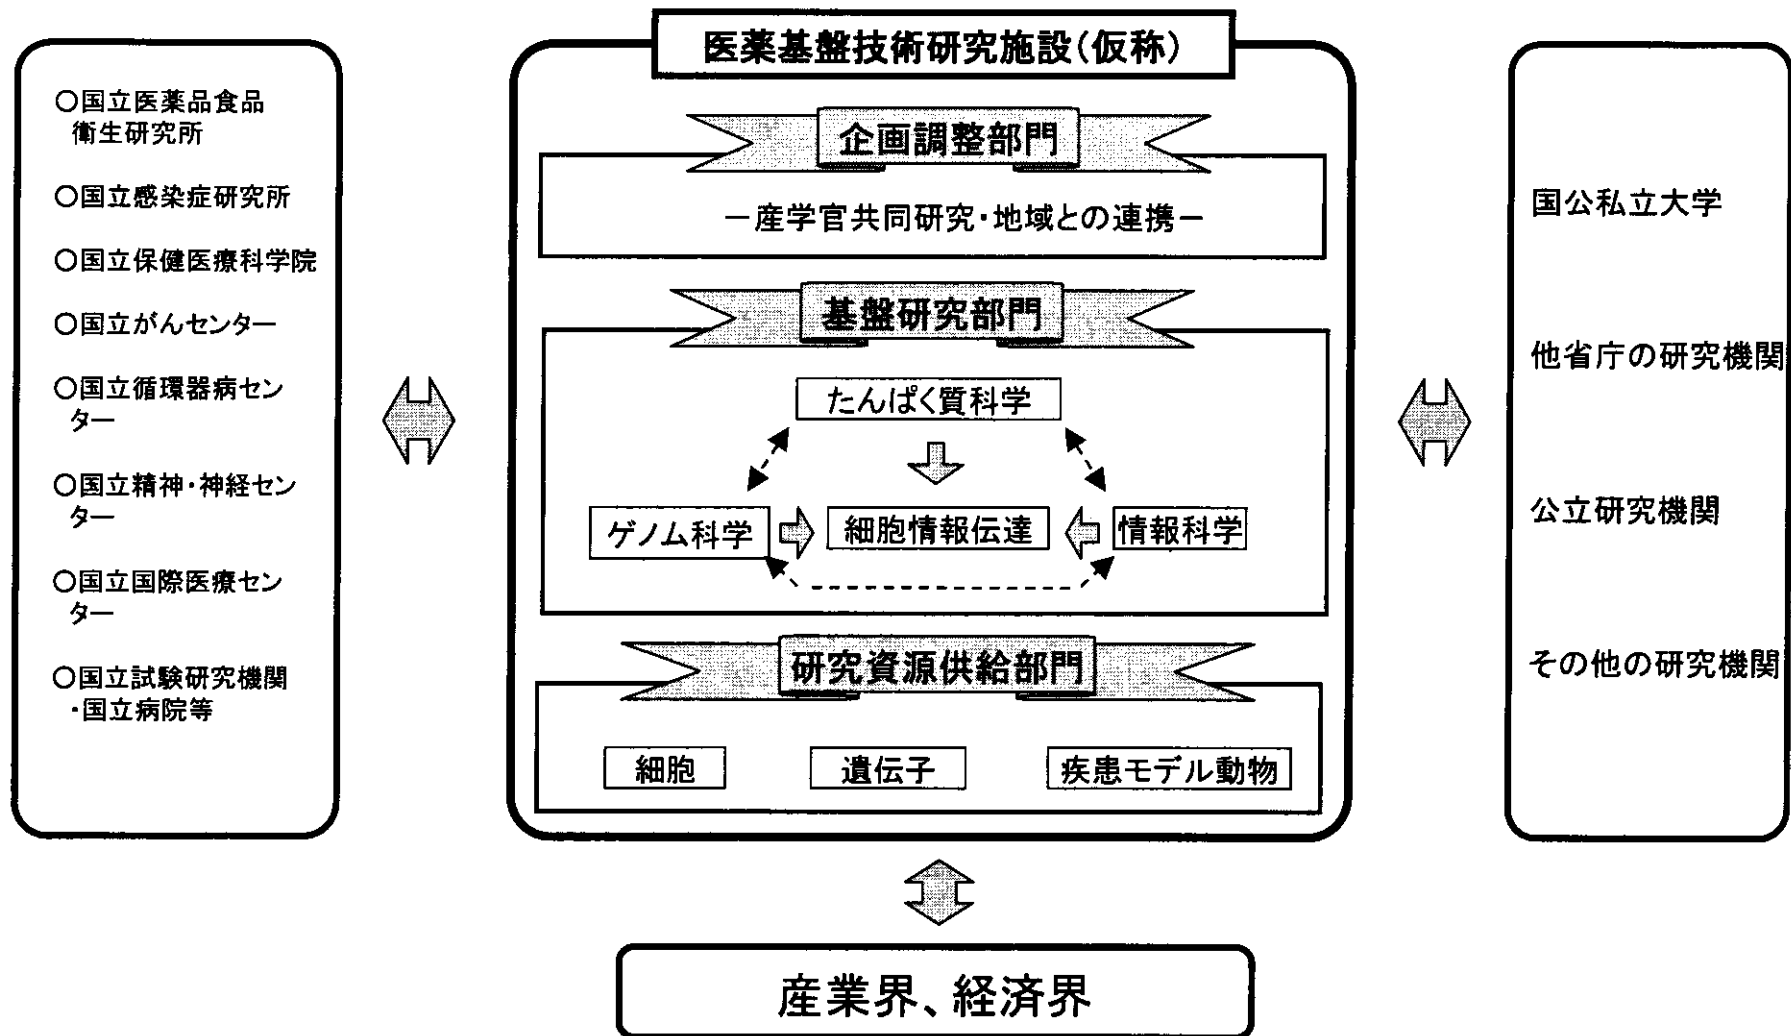 医薬基盤技術研究施設(仮称)
○国立医薬品食品
衛生研究所
○国立感染症研究所
○国立保健医療科学院
○国立がんセンター
○国立循環器病セン
ター
○国立精神・神経セン
ター
○国立国際医療セン
ター
○国立試験研究機関
・国立病院等
企画調整部門
－産学官共同研究・地域との連携－
基盤研究部門
たんぱく質科学
ゲノム科学
細胞情報伝達
情報科学
研究資源供給部門
細胞
遺伝子
疾患モデル動物
国公私立大学
他省庁の研究機関
公立研究機関
その他の研究機関
産業界、経済界